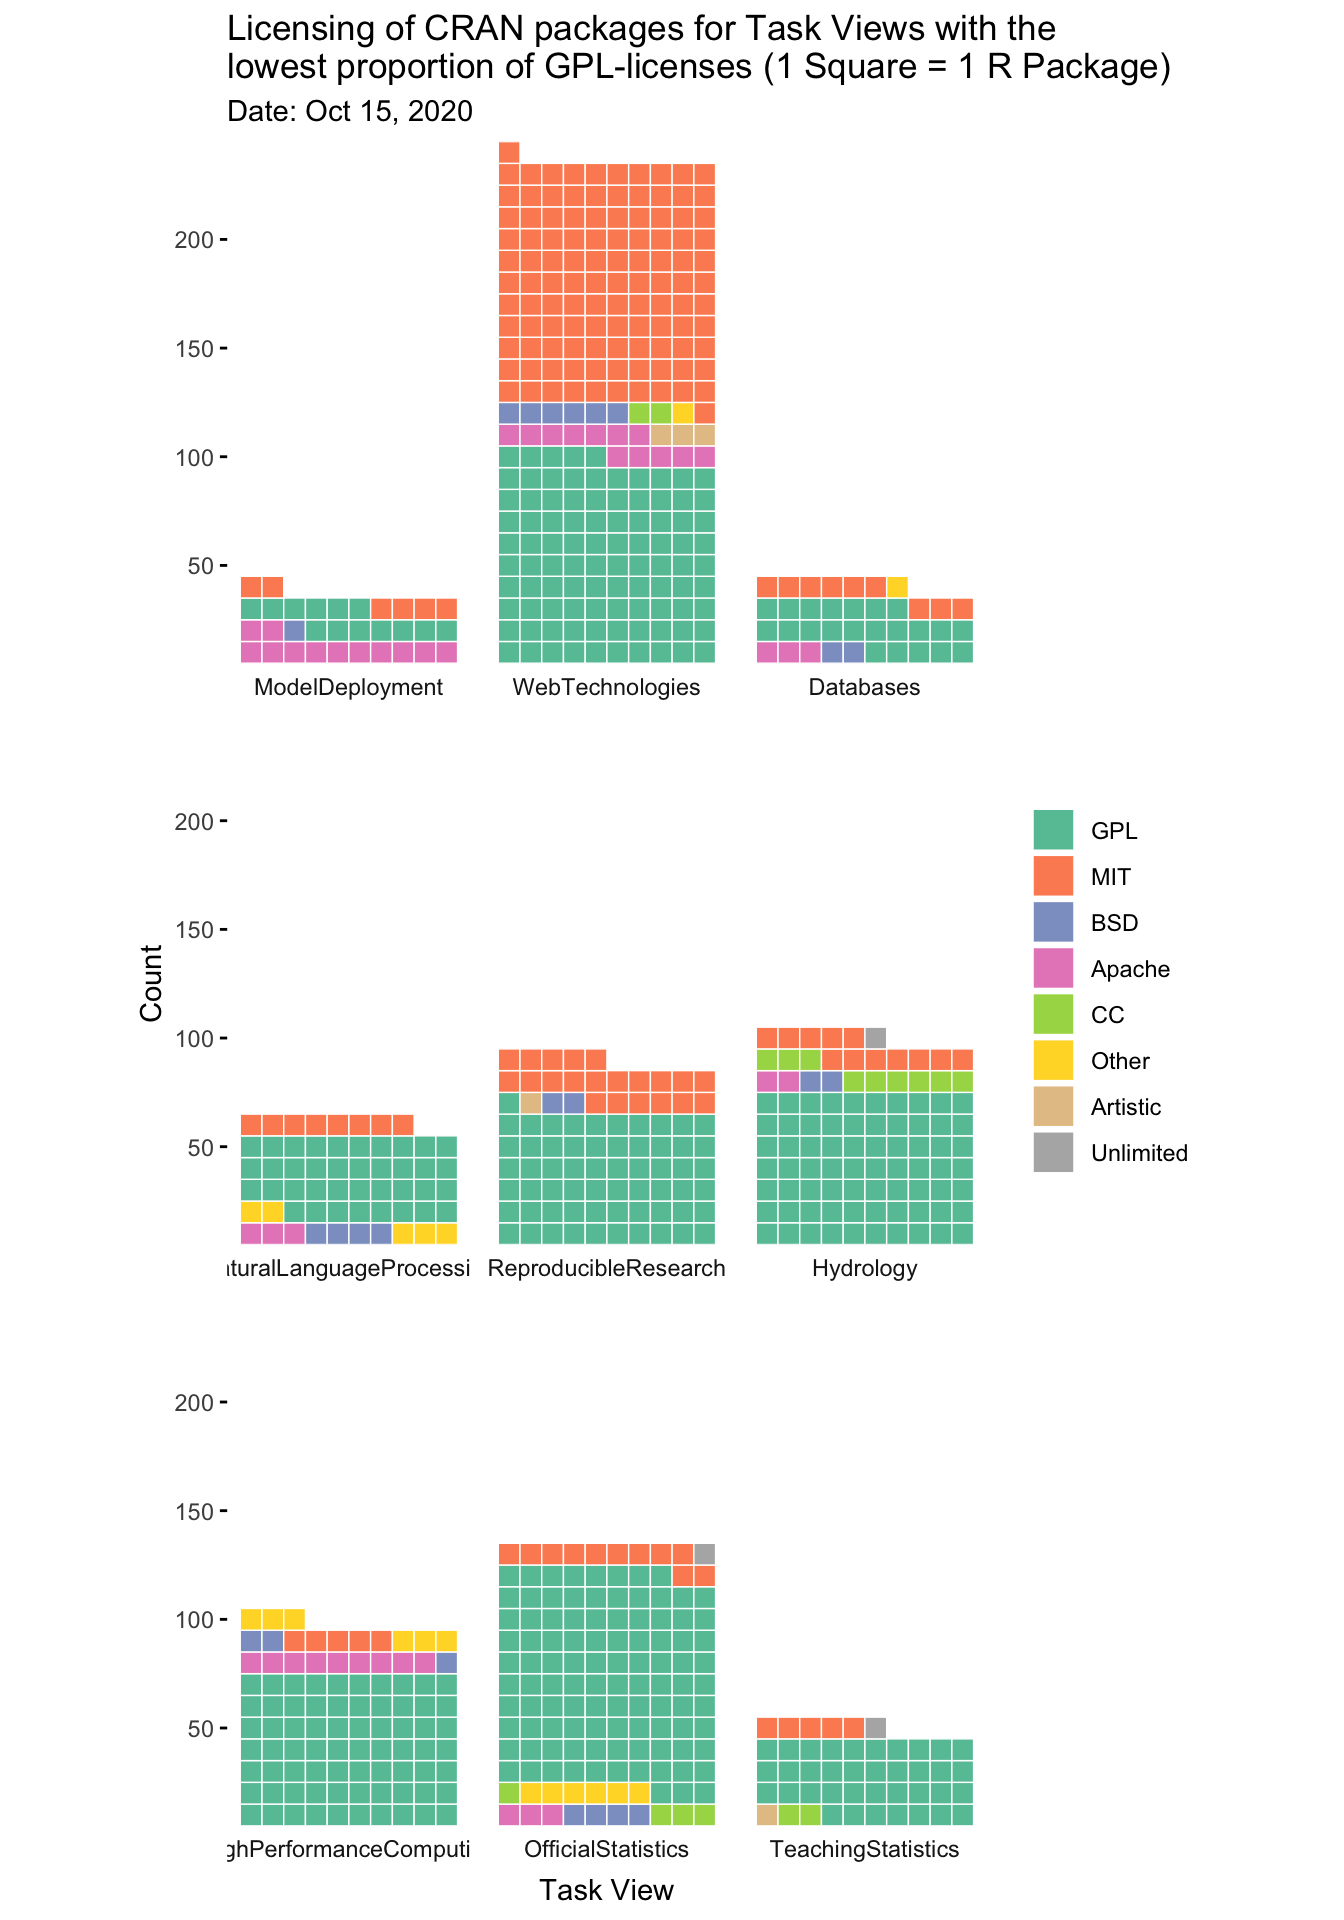 Licensing of CRAN packages for Task Views with the
lowest proportion of GPL-licenses (1 Square = 1 R Package)
Date: Oct 15, 2020
200
150
100
50
ModelDeployment
WebTechnologies
Databases
200
150
100
50
turalLanguageProcessi
ReproducibleResearch
Hydrology
200
150
100
50
ghPerformanceComputi
OfficialStatistics
TeachingStatistics
Count
Task View
GPL
MIT
BSD
Apache
CC
Other
Artistic
Unlimited